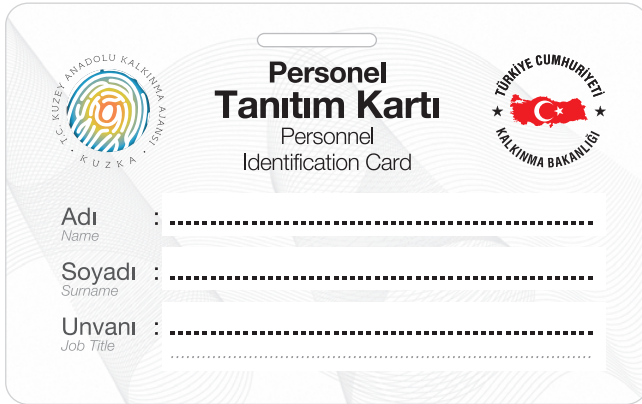 Personel
Tanıtım Kartı
Personnel
Identification Card
T.C. KUZEY ANADOLU KALKINMA AJANSI
• KUZKA •
TÜRKİYE CUMHURİYETİ
KALKINMA BAKANLIĞI
Adı :
Name
Soyadı :
Surname
Unvanı :
Job Title